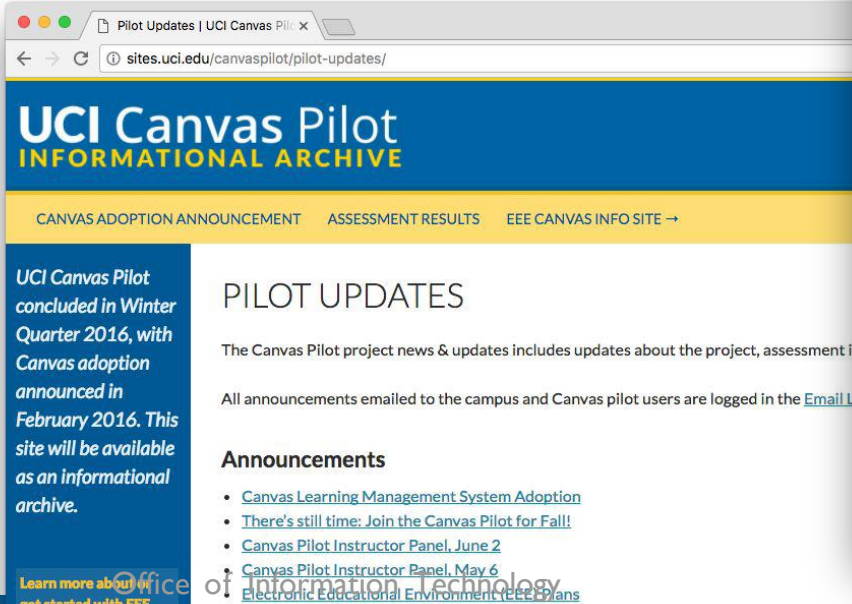 Pilot Updates | UCI Canvas Pilo
sites.uci.edu/canvaspilot/pilot-updates/
UCI Canvas Pilot
INFORMATIONAL ARCHIVE
CANVAS ADOPTION ANNOUNCEMENT ASSESSMENT RESULTS EEE CANVAS INFO SITE →
UCI Canvas Pilot
concluded in Winter
Quarter 2016, with
Canvas adoption
announced in
February 2016. This
site will be available
as an informational
archive.
Learn more about or
get started with EEE
PILOT UPDATES
The Canvas Pilot project news & updates includes updates about the project, assessment i
All announcements emailed to the campus and Canvas pilot users are logged in the Email L
Announcements
• Canvas Learning Management System Adoption
• There's still time: Join the Canvas Pilot for Fall!
• Canvas Pilot Instructor Panel, June 2
• Canvas Pilot Instructor Panel, May 6
• Electronic Educational Environment (EEE) Plans
Office of Information Technology